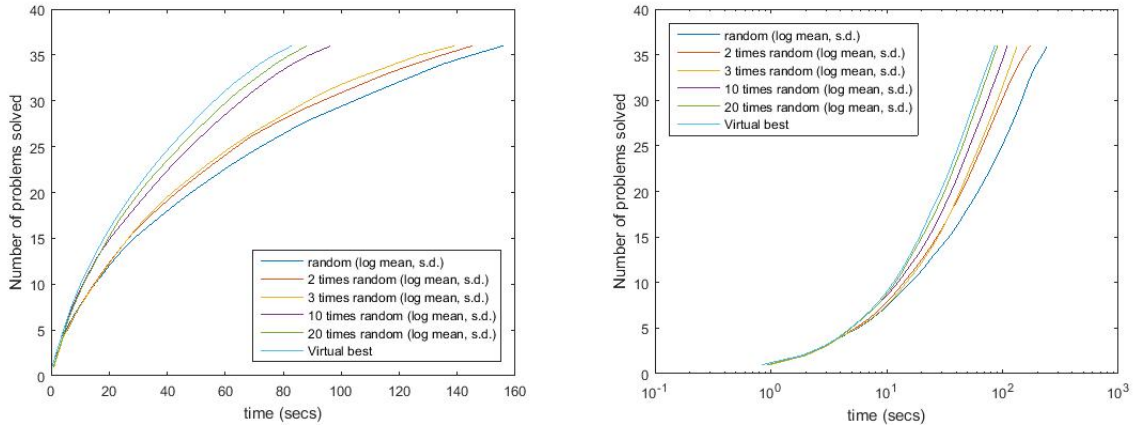 40
35
30
25
20
15
10
5
0
Number of problems solved
random (log mean, s.d.)
2 times random (log mean, s.d.)
3 times random (log mean, s.d.)
10 times random (log mean, s.d.)
20 times random (log mean, s.d.)
Virtual best
0 20 40 60 80 100 120 140 160
time (secs)
40
35
30
25
20
15
10
5
0
Number of problems solved
random (log mean, s.d.)
2 times random (log mean, s.d.)
3 times random (log mean, s.d.)
10 times random (log mean, s.d.)
20 times random (log mean, s.d.)
Virtual best
10⁻¹ 10⁰ 10¹ 10² 10³
time (secs)